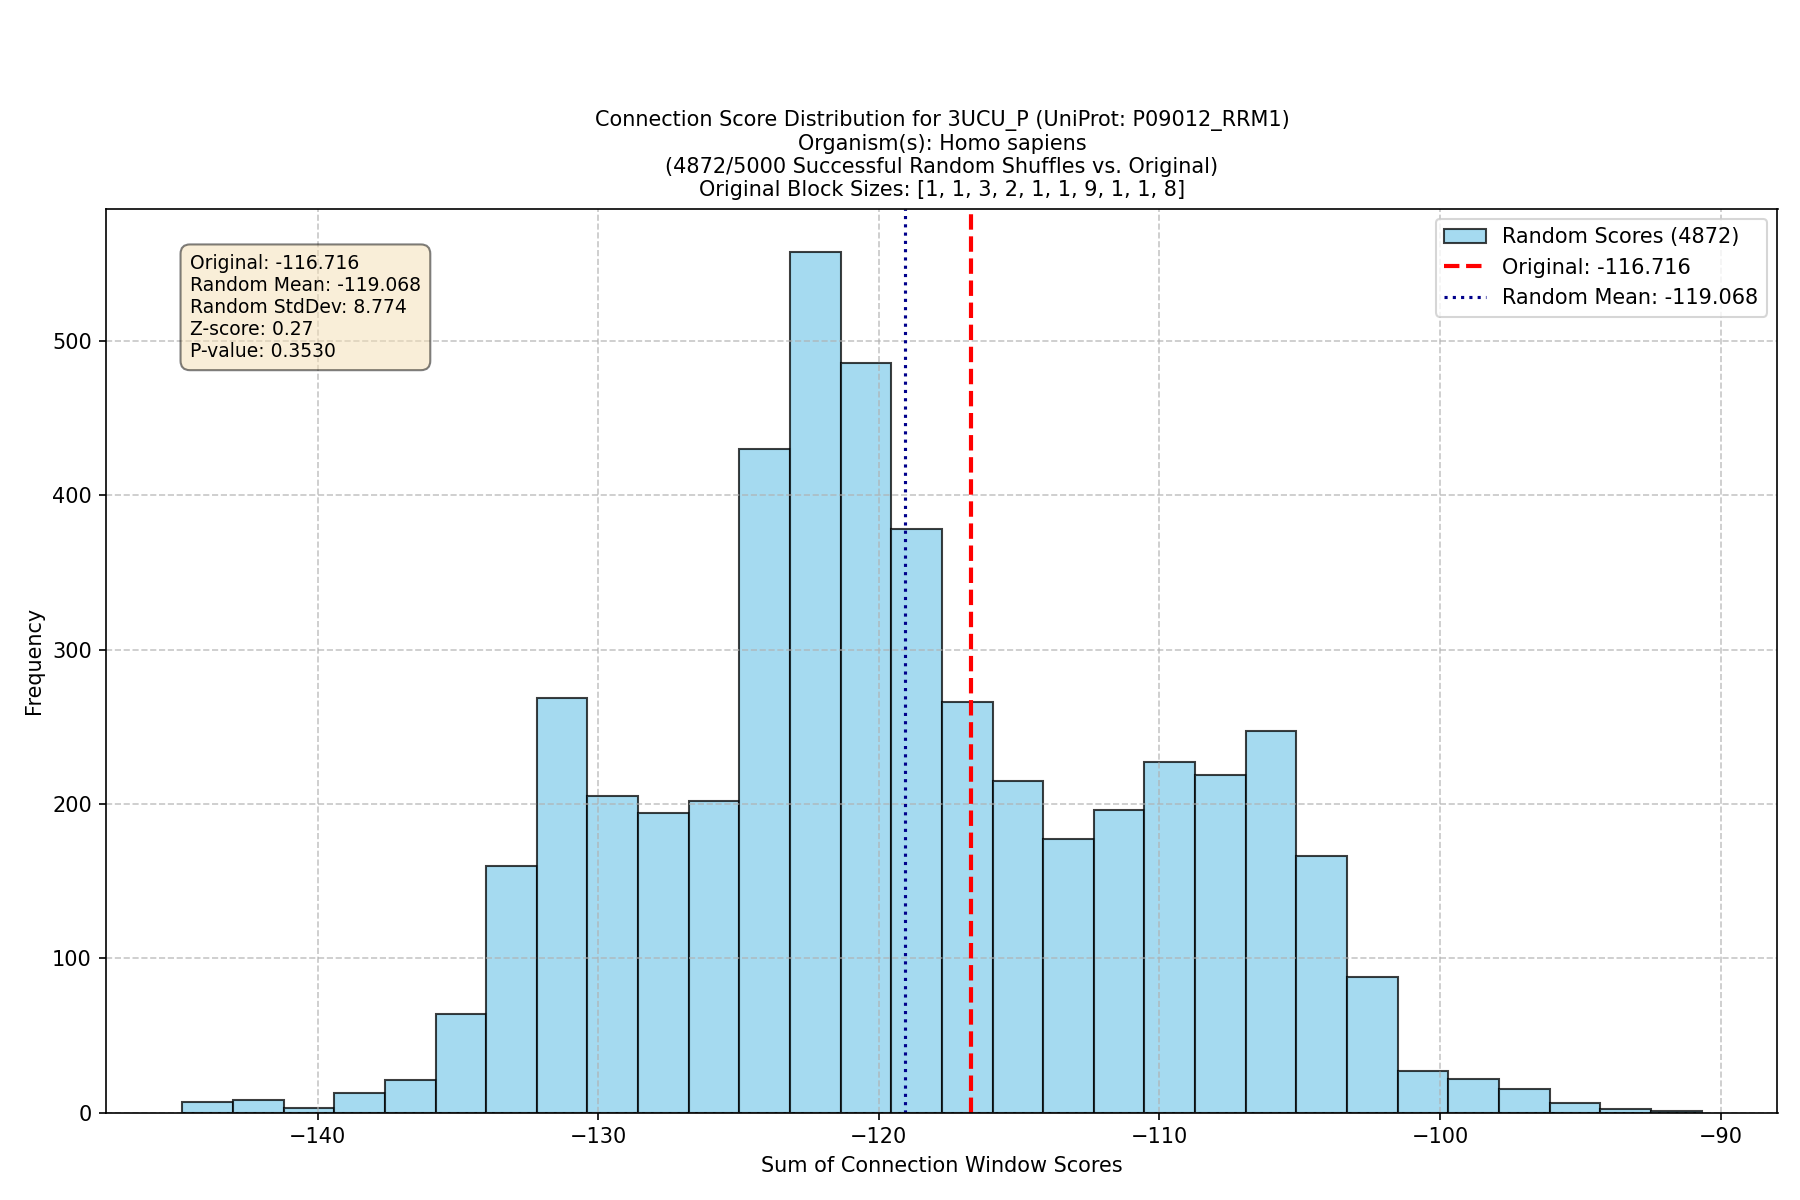 Connection Score Distribution for 3UCU_P (UniProt: P09012_RRM1)
Organism(s): Homo sapiens
(4872/5000 Successful Random Shuffles vs. Original)
Original Block Sizes: [1, 1, 3, 2, 1, 1, 9, 1, 1, 8]
Original: -116.716
Random Mean: -119.068
Random StdDev: 8.774
Z-score: 0.27
P-value: 0.3530
Random Scores (4872)
Original: -116.716
Random Mean: -119.068
Frequency
500
400
300
200
100
0
−140
−130
−120
−110
−100
−90
Sum of Connection Window Scores